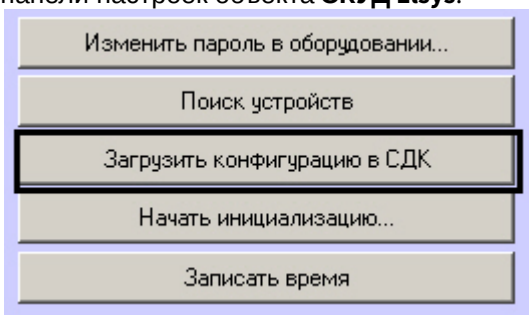 панели настроек объекта СКУД Elsys.
Изменить пароль в оборудовании...
Поиск устройств
Загрузить конфигурацию в СДК
Начать инициализацию...
Записать время